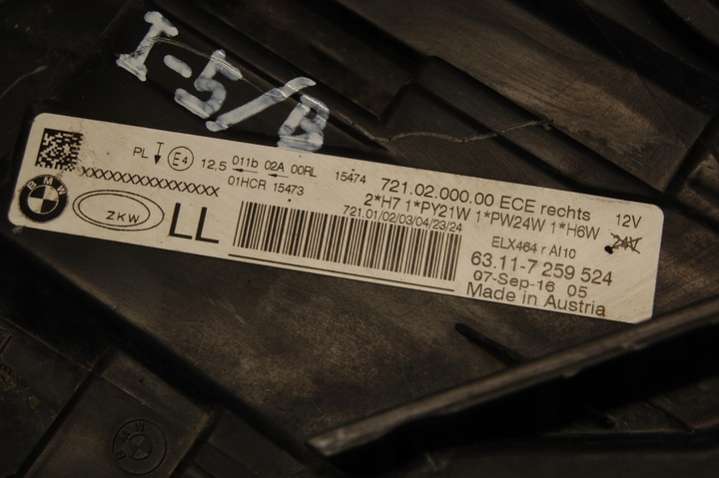 I-5/B
PL E4 12,5 011b 02A 00RL 15474 721.02.000.00 ECE rechts 12V
XXXXXXXXXXXXXXXX 01HCR 15473 2*H7 1*PY21W 1*PW24W 1*H6W 24V
BMW ZKW LL 721.01/02/03/04/23/24 ELX464 r AI10
63.11-7 259 524
07-Sep-16 05
Made in Austria
BMW